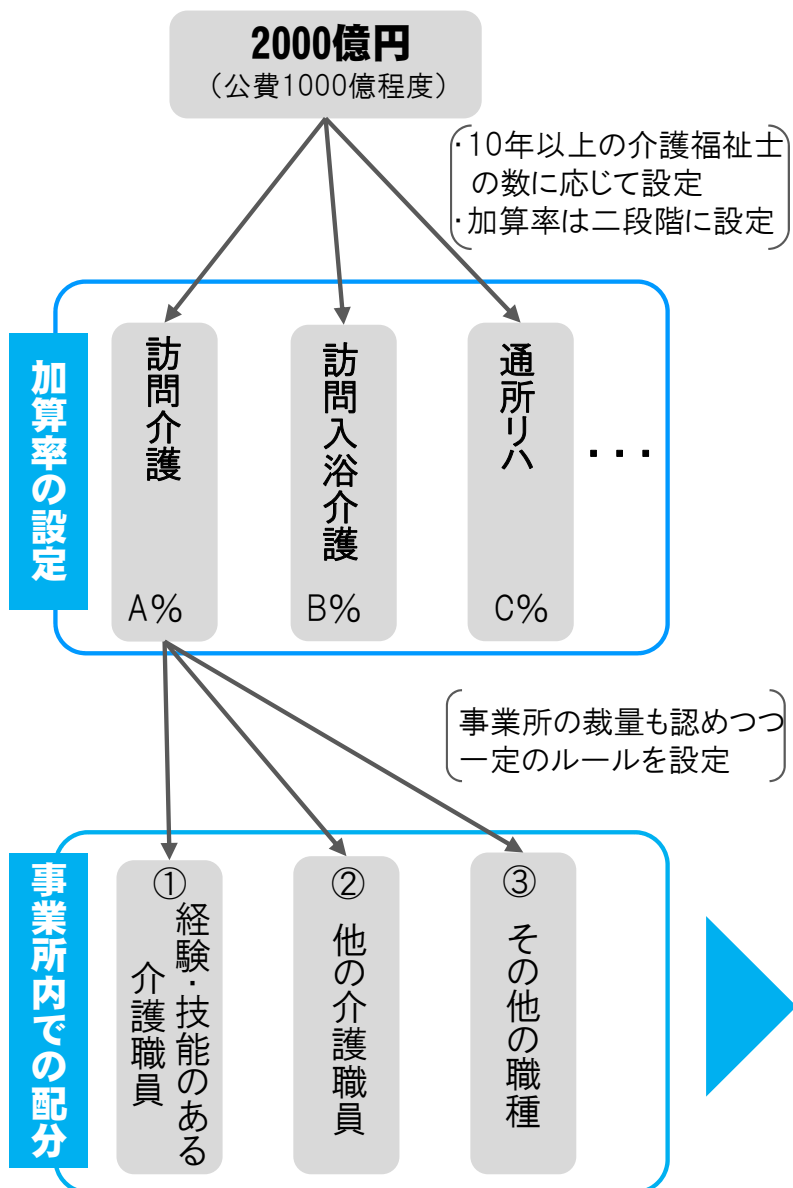 2000億円
（公費1000億程度）
・10年以上の介護福祉士
の数に応じて設定
・加算率は二段階に設定
加算率の設定
訪問介護
A%
訪問入浴介護
B%
通所リハ
C%
・・・
事業所の裁量も認めつつ
一定のルールを設定
事業所内での配分
①
経験・技能のある
介護職員
②
他の介護職員
③
その他の職種